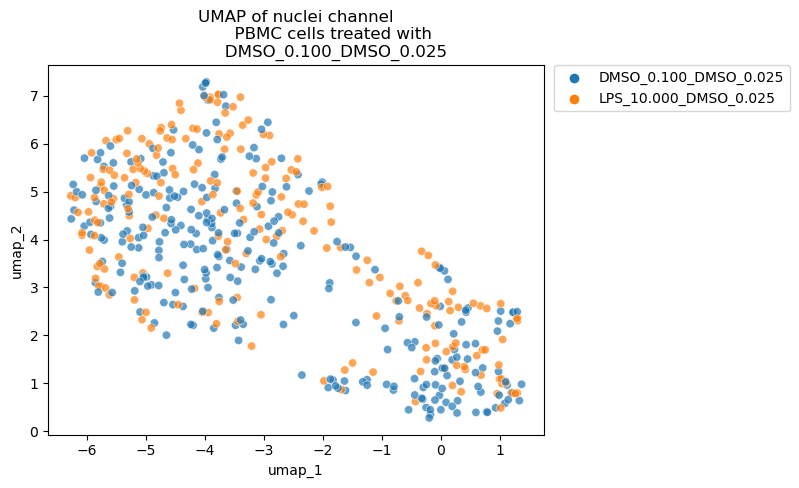 UMAP of nuclei channel
PBMC cells treated with
DMSO_0.100_DMSO_0.025
DMSO_0.100_DMSO_0.025
LPS_10.000_DMSO_0.025
7
6
5
4
3
2
1
0
umap_2
−6 −5 −4 −3 −2 −1 0 1
umap_1